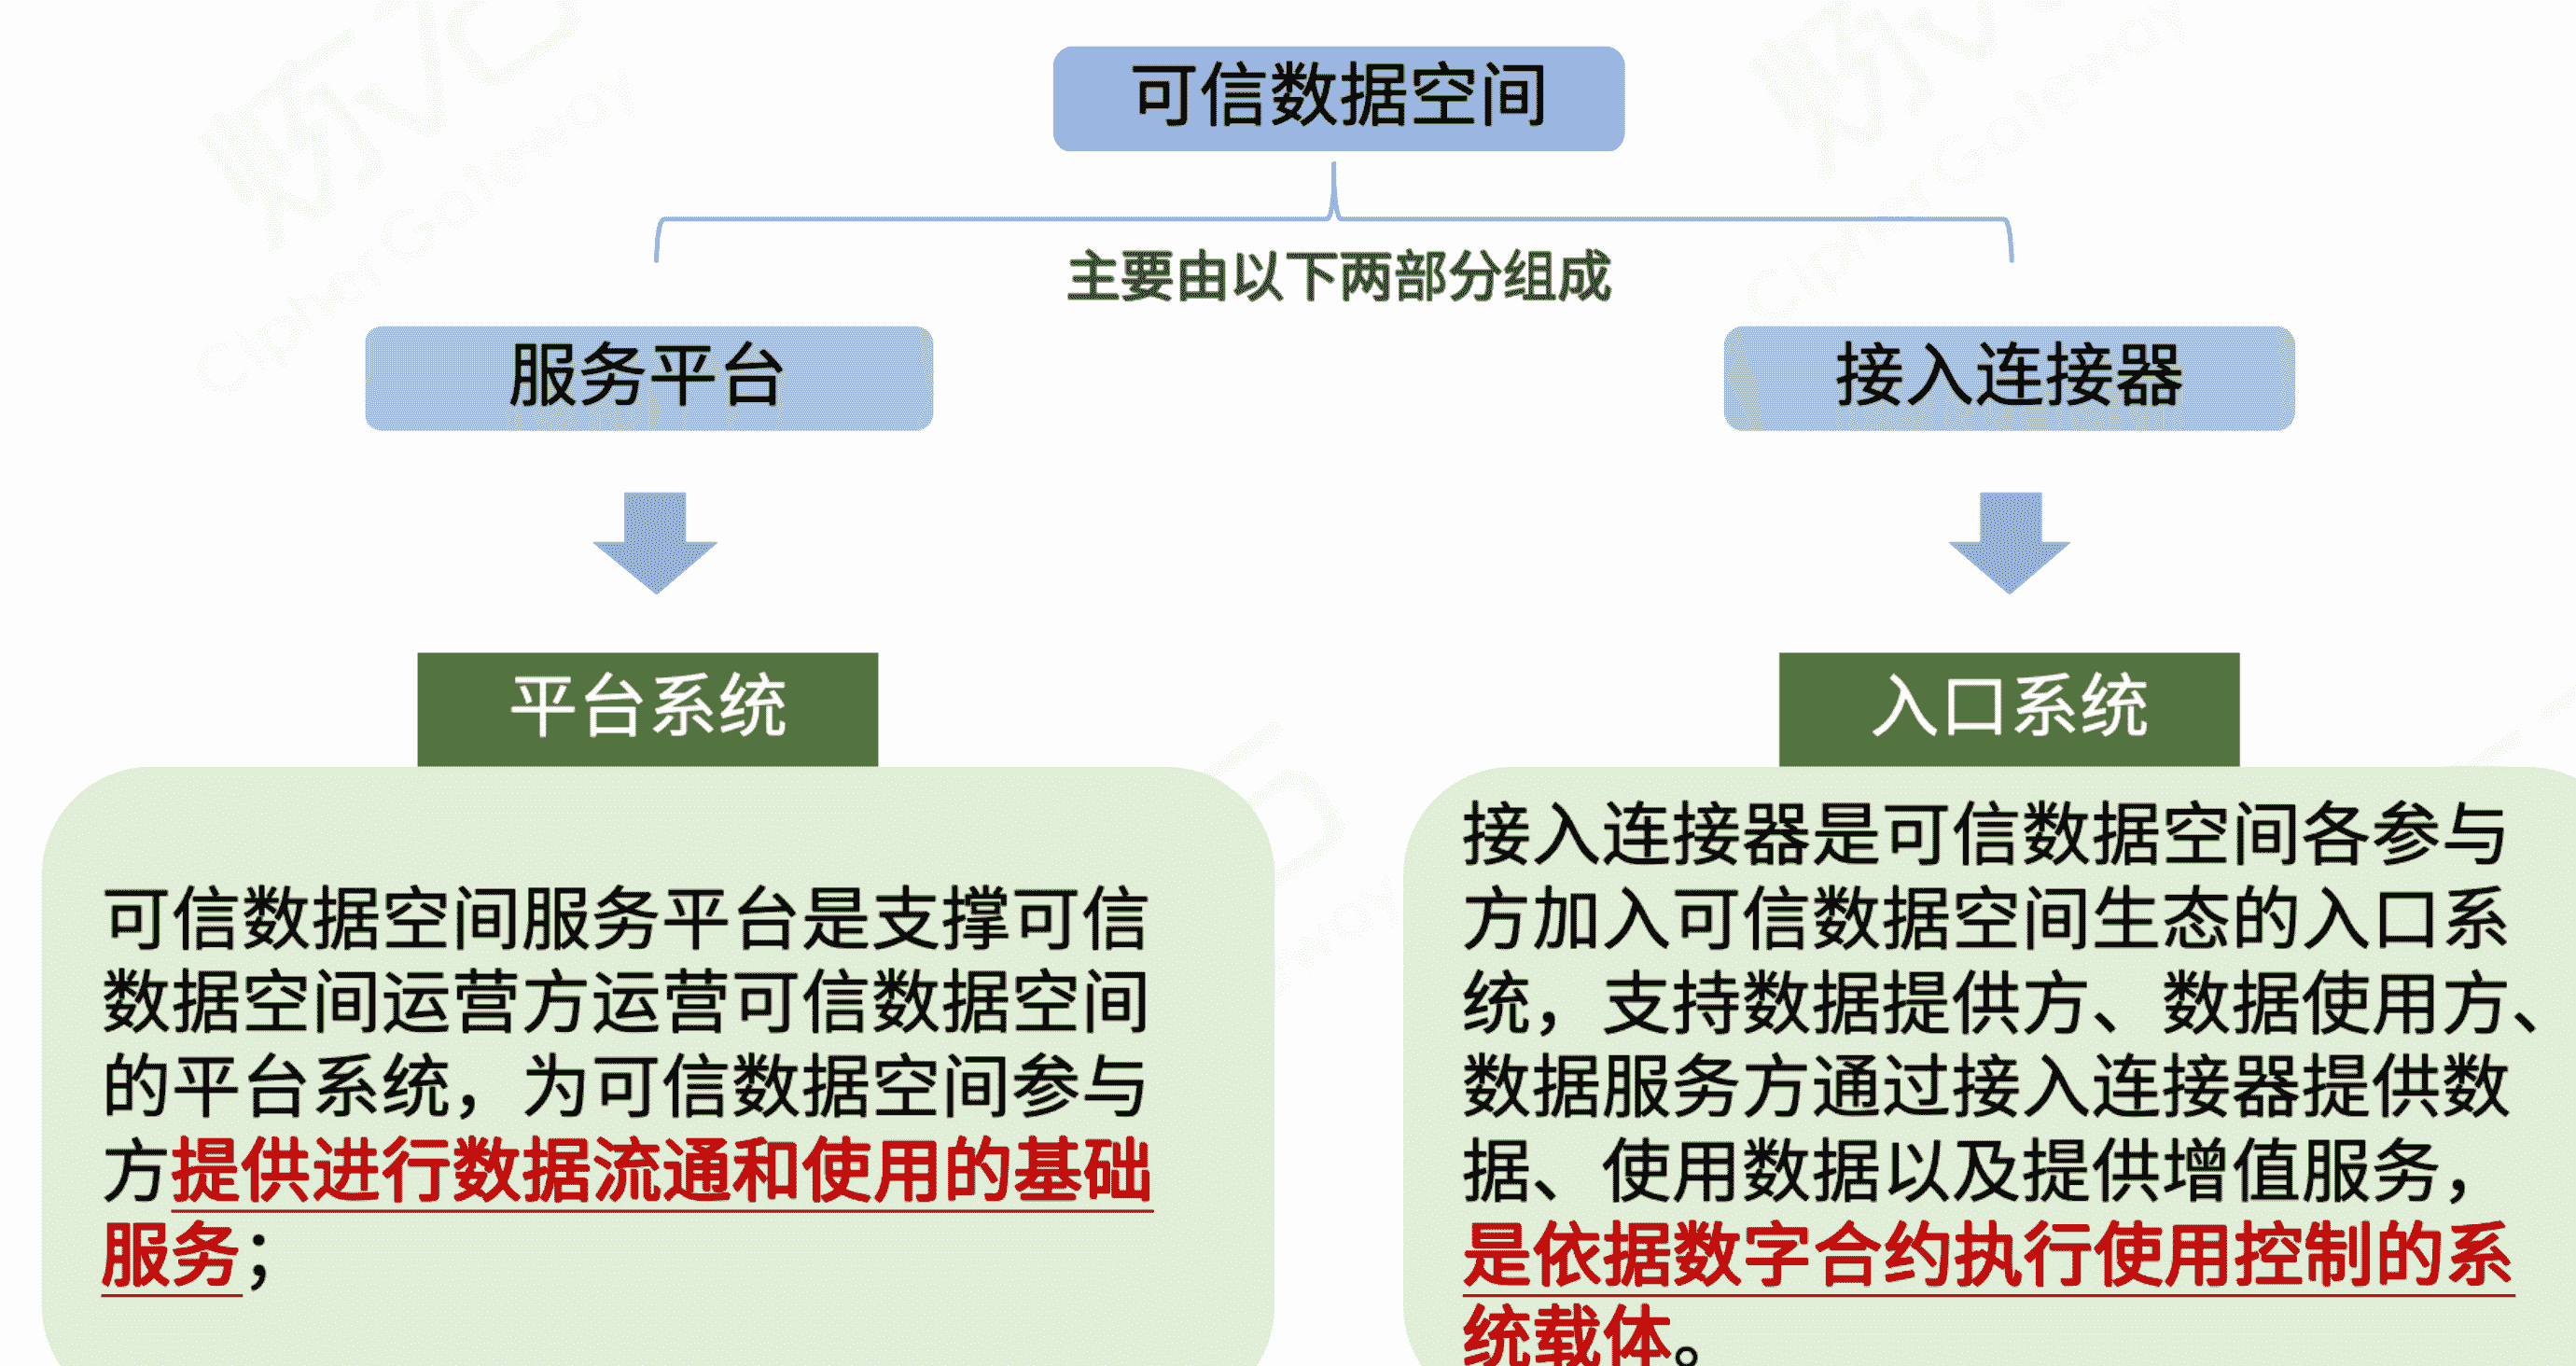 可信数据空间
主要由以下两部分组成
服务平台
接入连接器
平台系统
入口系统
可信数据空间服务平台是支撑可信
数据空间运营方运营可信数据空间
的平台系统，为可信数据空间参与
方提供进行数据流通和使用的基础
服务；
接入连接器是可信数据空间各参与
方加入可信数据空间生态的入口系
统，支持数据提供方、数据使用方、
数据服务方通过接入连接器提供数
据、使用数据以及提供增值服务，
是依据数字合约执行使用控制的系
统载体。
CipherGateway
CipherGateway